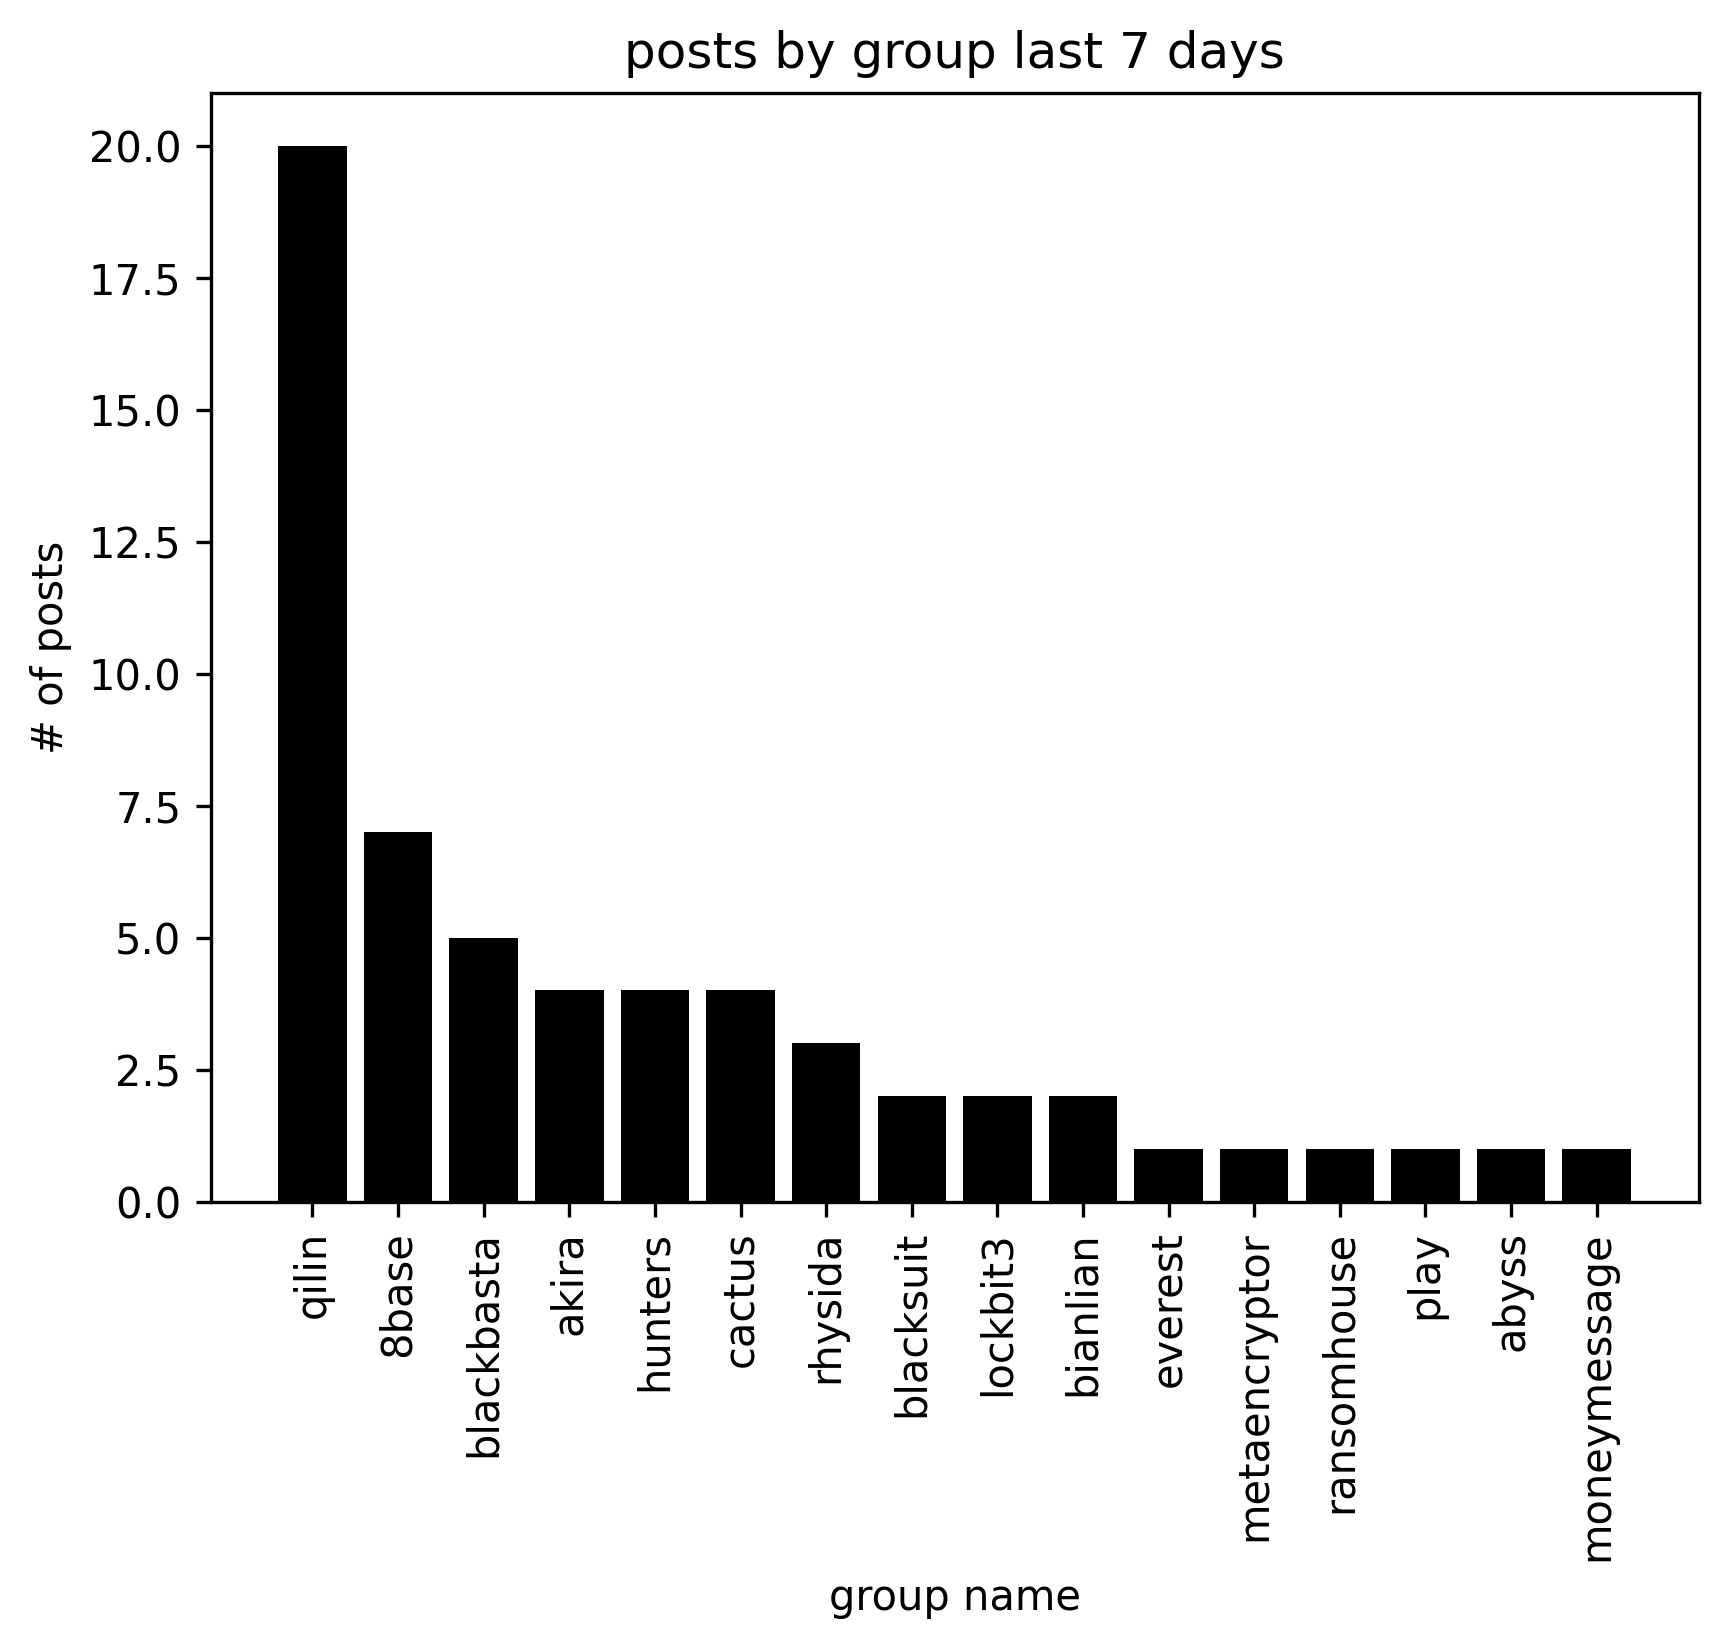 posts by group last 7 days
# of posts
20.0
17.5
15.0
12.5
10.0
7.5
5.0
2.5
0.0
qilin
8base
blackbasta
akira
hunters
cactus
rhysida
blacksuit
lockbit3
bianlian
everest
metaencryptor
ransomhouse
play
abyss
moneymessage
group name